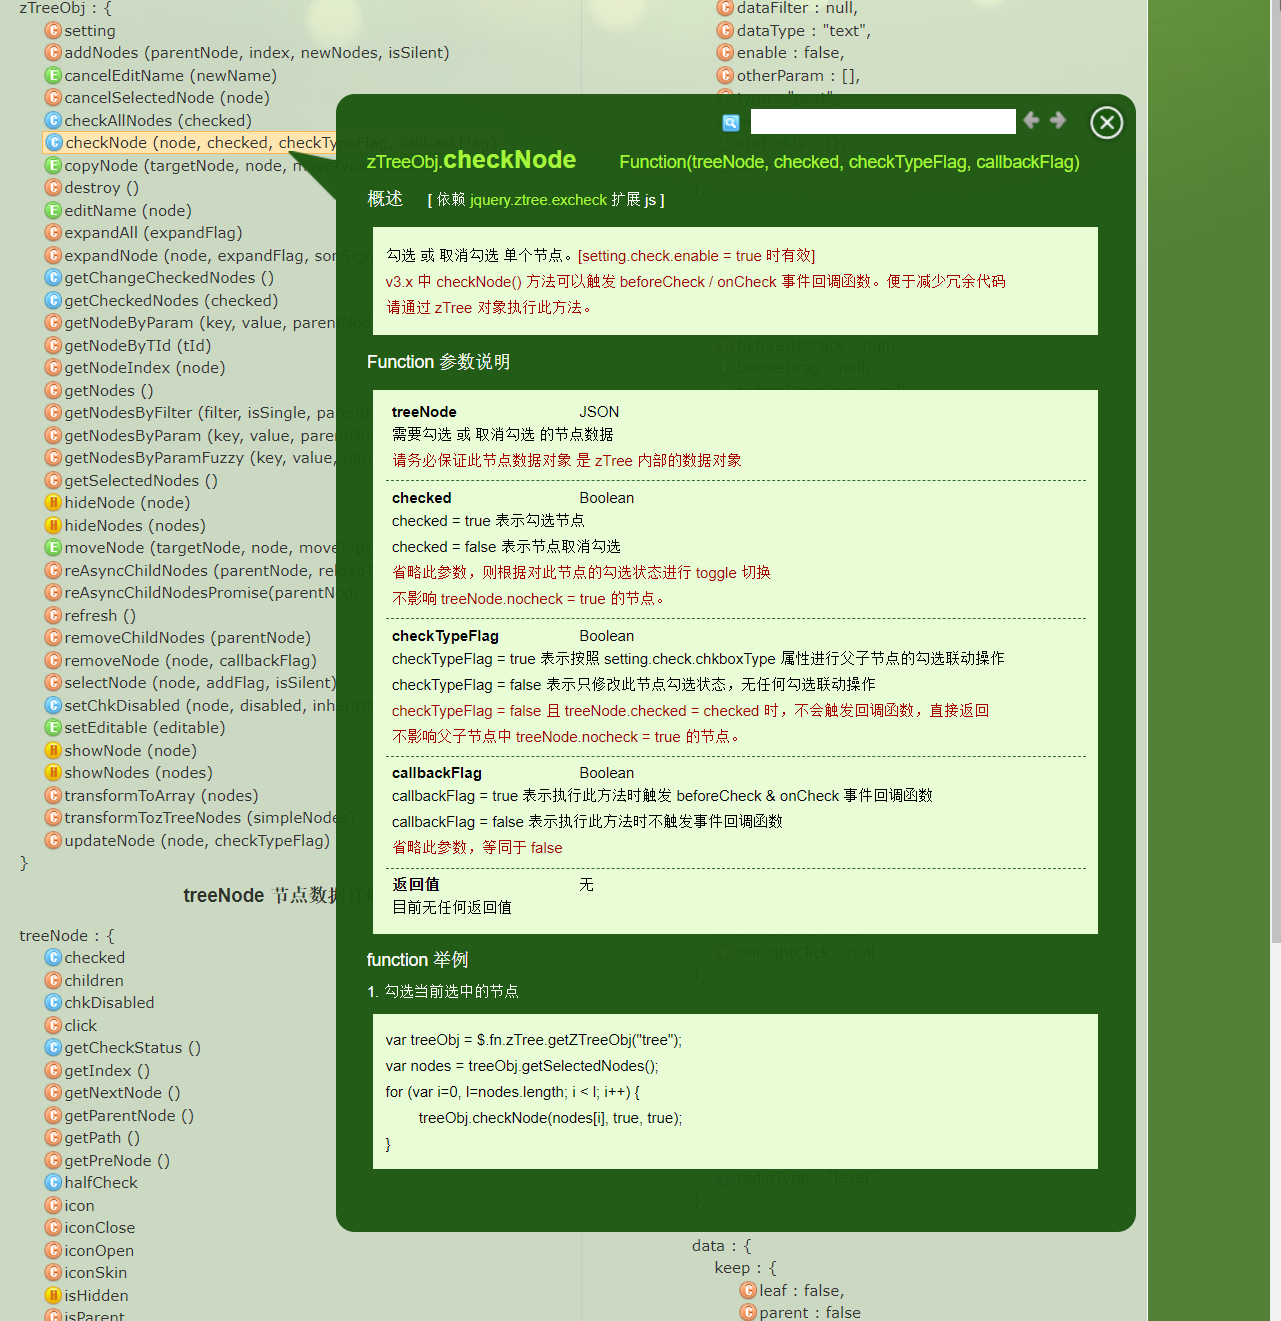 zTreeObj : {
setting
addNodes (parentNode, index, newNodes, isSilent)
cancelEditName (newName)
cancelSelectedNode (node)
checkAllNodes (checked)
checkNode (node, checked, checkTypeFlag, callbackFlag)
copyNode (targetNode, node, moveType
destroy ()
editName (node)
expandAll (expandFlag)
expandNode (node, expandFlag, sonSign
getChangeCheckedNodes ()
getCheckedNodes (checked)
getNodeByParam (key, value, parentNode
getNodeByTId (tId)
getNodeIndex (node)
getNodes ()
getNodesByFilter (filter, isSingle,
getNodesByParam (key, value, parentNode
getNodesByParamFuzzy (key, value,
getSelectedNodes ()
hideNode (node)
hideNodes (nodes)
moveNode (targetNode, node, moveType
reAsyncChildNodes (parentNode, reloadT
reAsyncChildNodesPromise(parentNode,
refresh ()
removeChildNodes (parentNode)
removeNode (node, callbackFlag)
selectNode (node, addFlag, isSilent)
setChkDisabled (node, disabled,
setEditable (editable)
showNode (node)
showNodes (nodes)
transformToArray (nodes)
transformTozTreeNodes (simpleNodes)
updateNode (node, checkTypeFlag)
}
treeNode 节点数据详
treeNode : {
checked
children
chkDisabled
click
getCheckStatus ()
getIndex ()
getNextNode ()
getParentNode ()
getPath ()
getPreNode ()
halfCheck
icon
iconClose
iconOpen
iconSkin
isHidden
isParent
dataFilter : null,
dataType : "text",
enable : false,
otherParam : [],
zTreeObj.checkNode Function(treeNode, checked, checkTypeFlag, callbackFlag)
概述 [ 依赖 jquery.ztree.excheck 扩展 js ]
勾选 或 取消勾选 单个节点。[setting.check.enable = true 时有效]
v3.x 中 checkNode() 方法可以触发 beforeCheck / onCheck 事件回调函数。便于减少冗余代码
请通过 zTree 对象执行此方法。
beforeDblClick : null,
beforeDrag : null,
Function 参数说明
treeNode JSON
需要勾选 或 取消勾选 的节点数据
请务必保证此节点数据对象 是 zTree 内部的数据对象
checked Boolean
checked = true 表示勾选节点
checked = false 表示节点取消勾选
省略此参数，则根据对此节点的勾选状态进行 toggle 切换
不影响 treeNode.nocheck = true 的节点。
checkTypeFlag Boolean
checkTypeFlag = true 表示按照 setting.check.chkboxType 属性进行父子节点的勾选联动操作
checkTypeFlag = false 表示只修改此节点勾选状态，无任何勾选联动操作
checkTypeFlag = false 且 treeNode.checked = checked 时，不会触发回调函数，直接返回
不影响父子节点中 treeNode.nocheck = true 的节点。
callbackFlag Boolean
callbackFlag = true 表示执行此方法时触发 beforeCheck & onCheck 事件回调函数
callbackFlag = false 表示执行此方法时不触发事件回调函数
省略此参数，等同于 false
返回值 无
目前无任何返回值
onRightClick : null
function 举例
1. 勾选当前选中的节点
var treeObj = $.fn.zTree.getZTreeObj("tree");
var nodes = treeObj.getSelectedNodes();
for (var i=0, l=nodes.length; i < l; i++) {
treeObj.checkNode(nodes[i], true, true);
}
radioType : "level"
data : {
keep : {
leaf : false,
parent : false